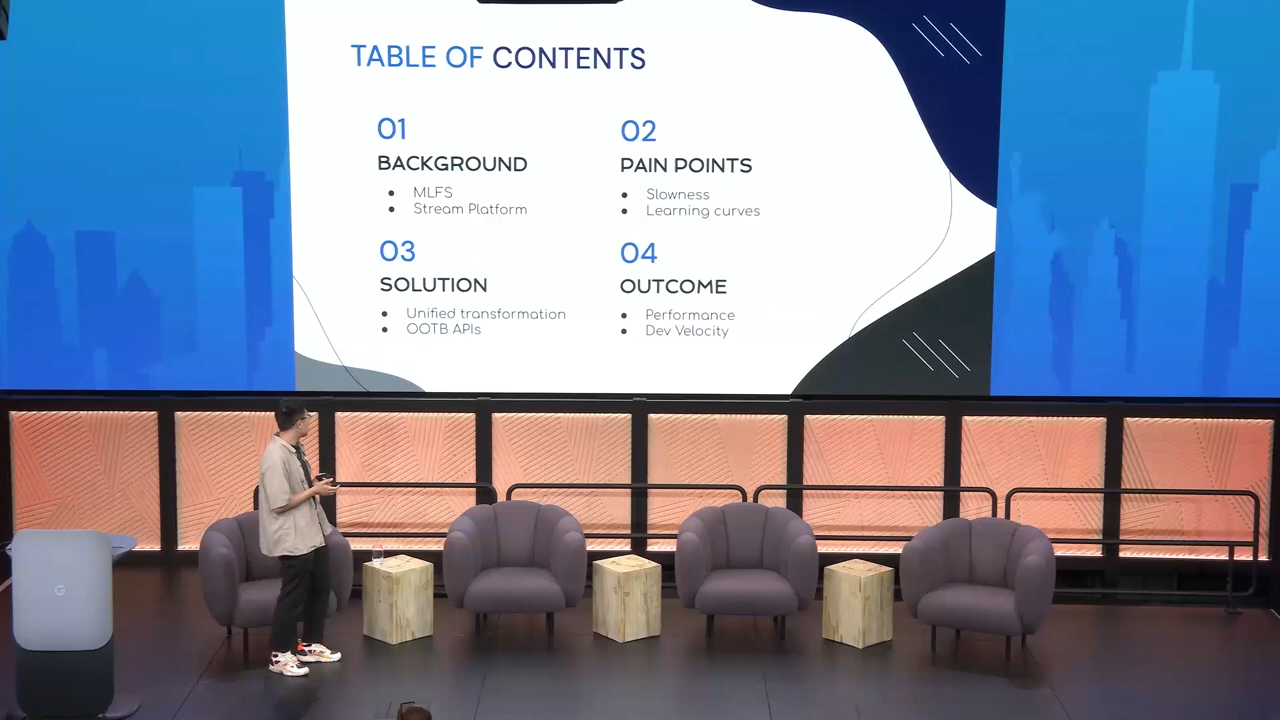 TABLE OF CONTENTS
01
BACKGROUND
• MLFS
• Stream Platform
02
PAIN POINTS
• Slowness
• Learning curves
03
SOLUTION
• Unified transformation
• OOTB APIs
04
OUTCOME
• Performance
• Dev Velocity
G